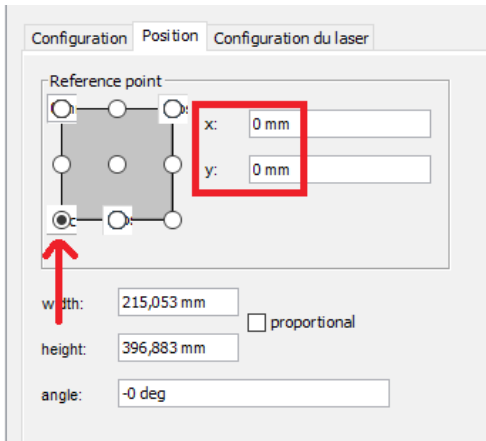 Configuration Position Configuration du laser
Reference point
x: 0 mm
y: 0 mm
width: 215,053 mm
proportional
height: 396,883 mm
angle: -0 deg